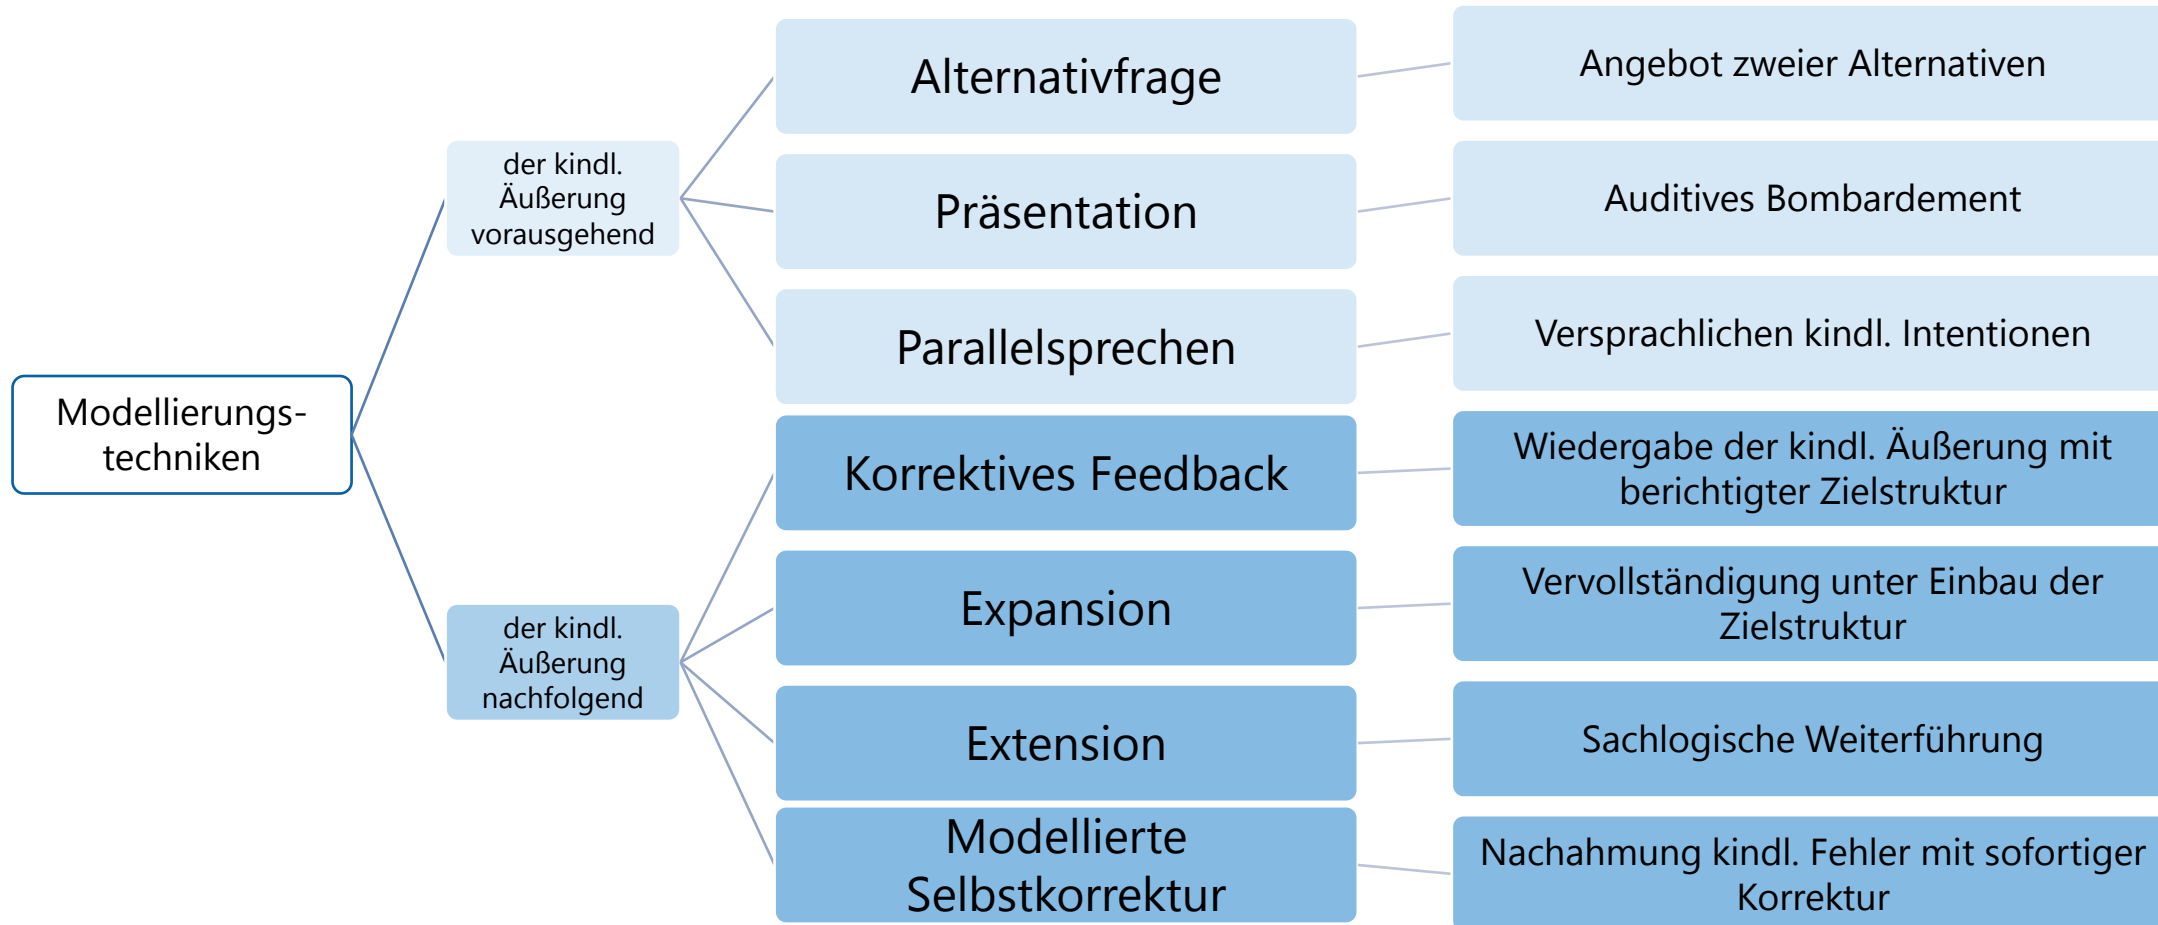 Modellierungs-
techniken
der kindl.
Äußerung
vorausgehend
Alternativfrage
Angebot zweier Alternativen
Präsentation
Auditives Bombardement
Parallelsprechen
Versprachlichen kindl. Intentionen
der kindl.
Äußerung
nachfolgend
Korrektives Feedback
Wiedergabe der kindl. Äußerung mit
berichtigter Zielstruktur
Expansion
Vervollständigung unter Einbau der
Zielstruktur
Extension
Sachlogische Weiterführung
Modellierte
Selbstkorrektur
Nachahmung kindl. Fehler mit sofortiger
Korrektur